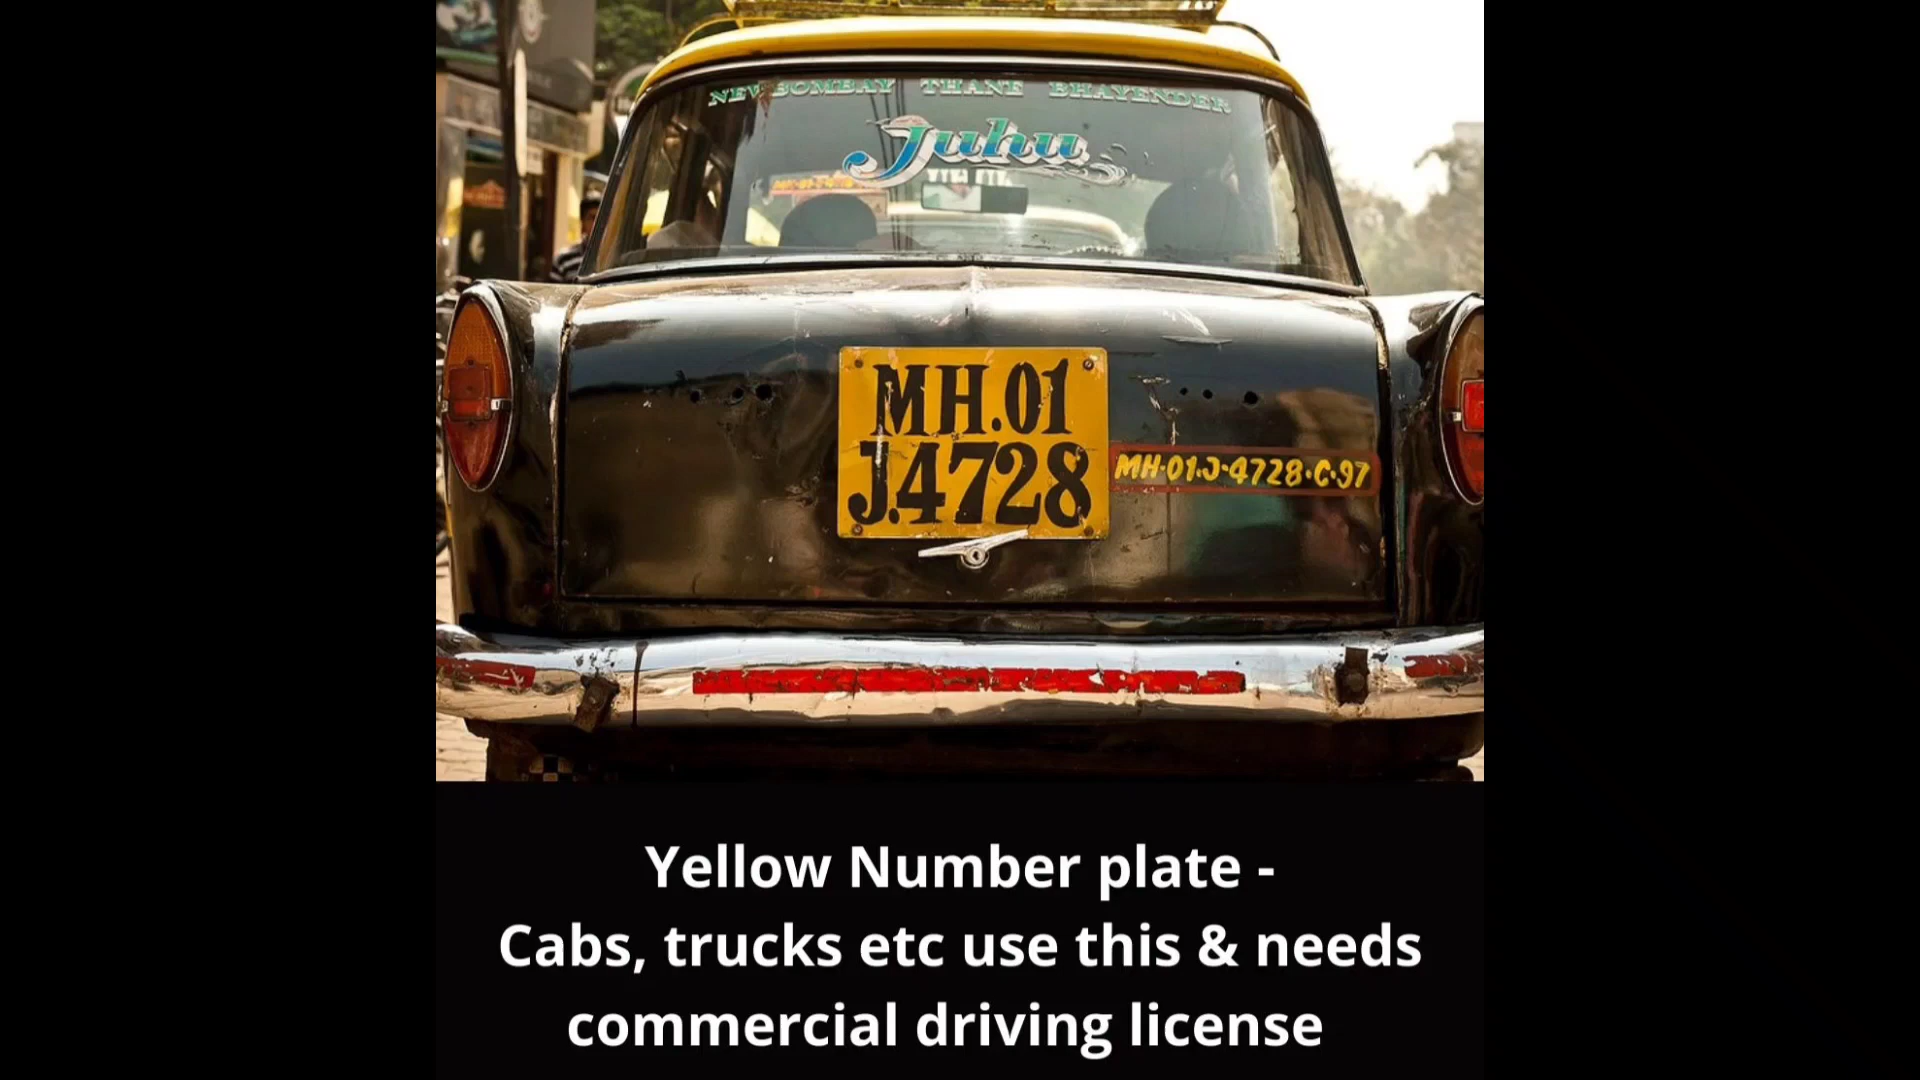 NEW BOMBAY THANE BHAYENDER
Juhu
MH.01
J.4728
MH·01·J·4728·C·97
Yellow Number plate -
Cabs, trucks etc use this & needs
commercial driving license